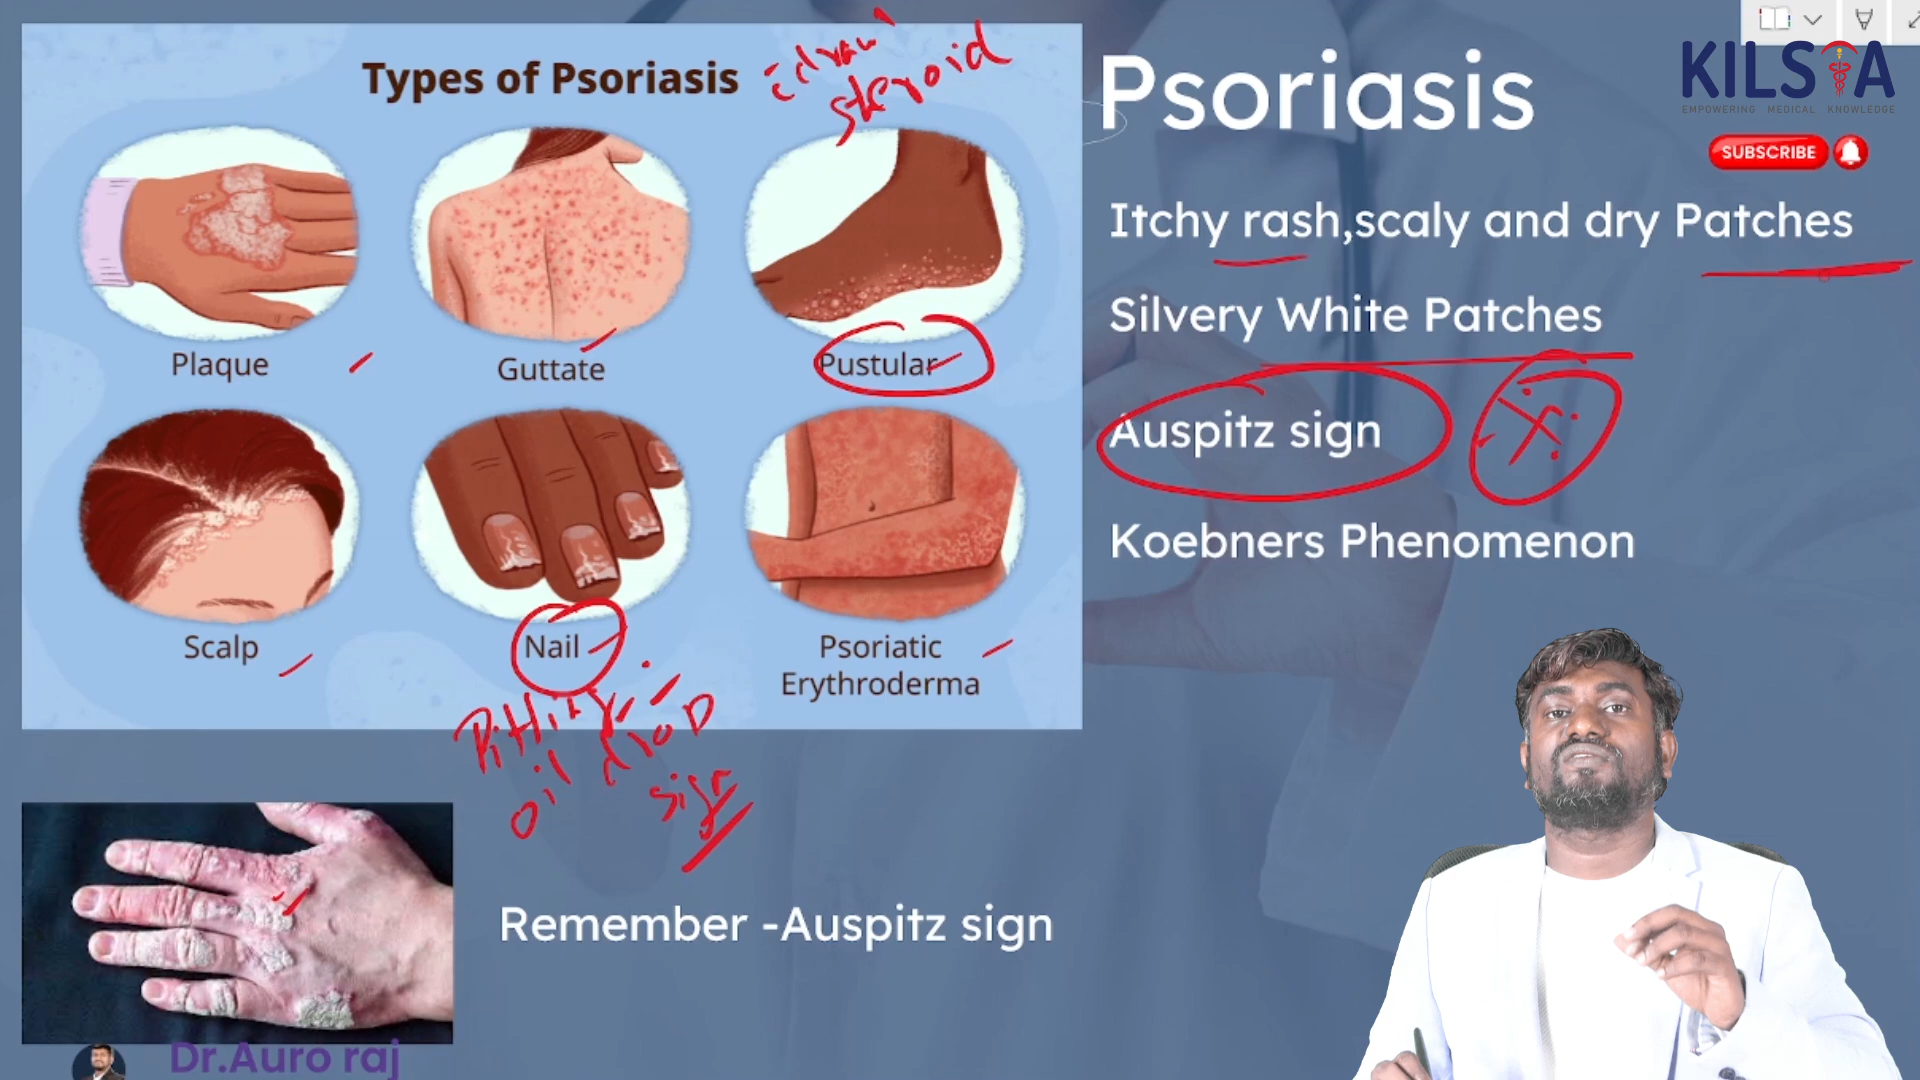 Types of Psoriasis
steroid
Plaque
Guttate
Pustular
Scalp
Nail
Psoriatic
Erythroderma
Pitting
oil drop
sign
Psoriasis
Itchy rash,scaly and dry Patches
Silvery White Patches
Auspitz sign
Koebners Phenomenon
KILSTA
EMPOWERING MEDICAL KNOWLEDGE
SUBSCRIBE
Remember -Auspitz sign
Dr.Auro raj